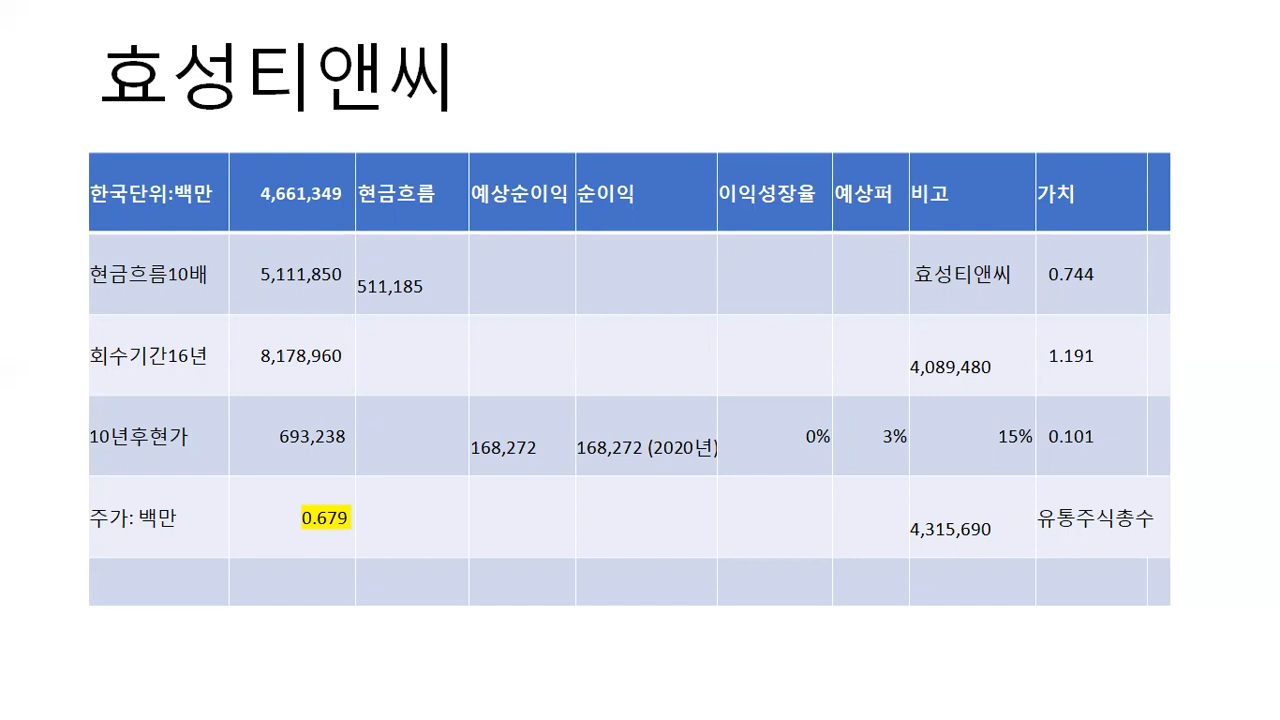 효성티앤씨
한국단위:백만 4,661,349 현금흐름 예상순이익 순이익 이익성장율 예상퍼 비고 가치
현금흐름10배 5,111,850 511,185 효성티앤씨 0.744
회수기간16년 8,178,960 4,089,480 1.191
10년후현가 693,238 168,272 168,272 (2020년) 0% 3% 15% 0.101
주가: 백만 0.679 4,315,690 유통주식총수